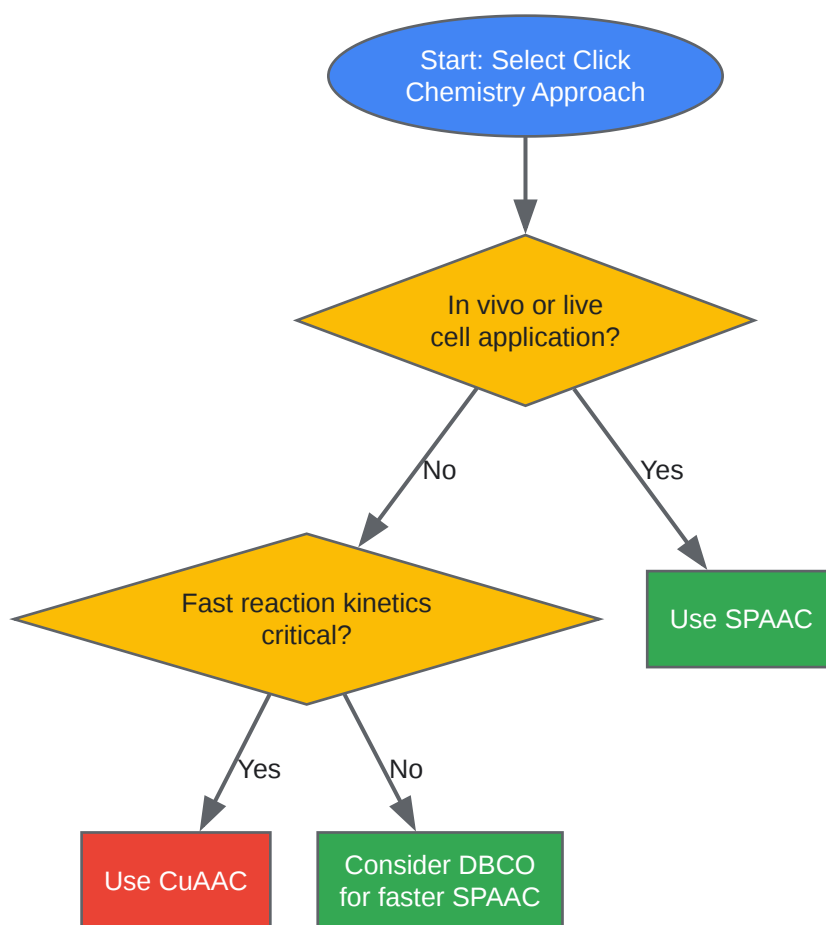 Start: Select Click
Chemistry Approach
In vivo or live
cell application?
No
Yes
Fast reaction kinetics
critical?
Use SPAAC
Yes
No
Use CuAAC
Consider DBCO
for faster SPAAC